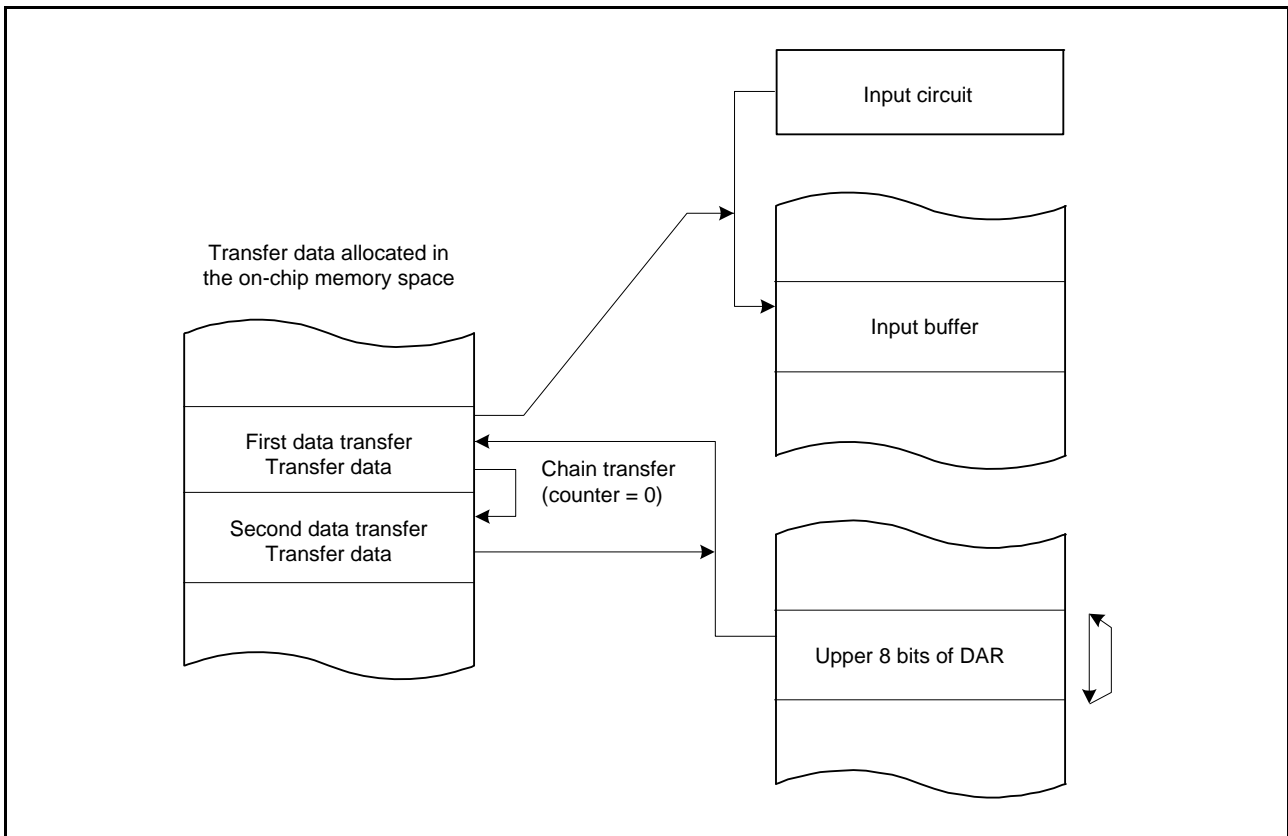 Input circuit
Transfer data allocated in
the on-chip memory space
Input buffer
First data transfer
Transfer data
Chain transfer
(counter = 0)
Second data transfer
Transfer data
Upper 8 bits of DAR